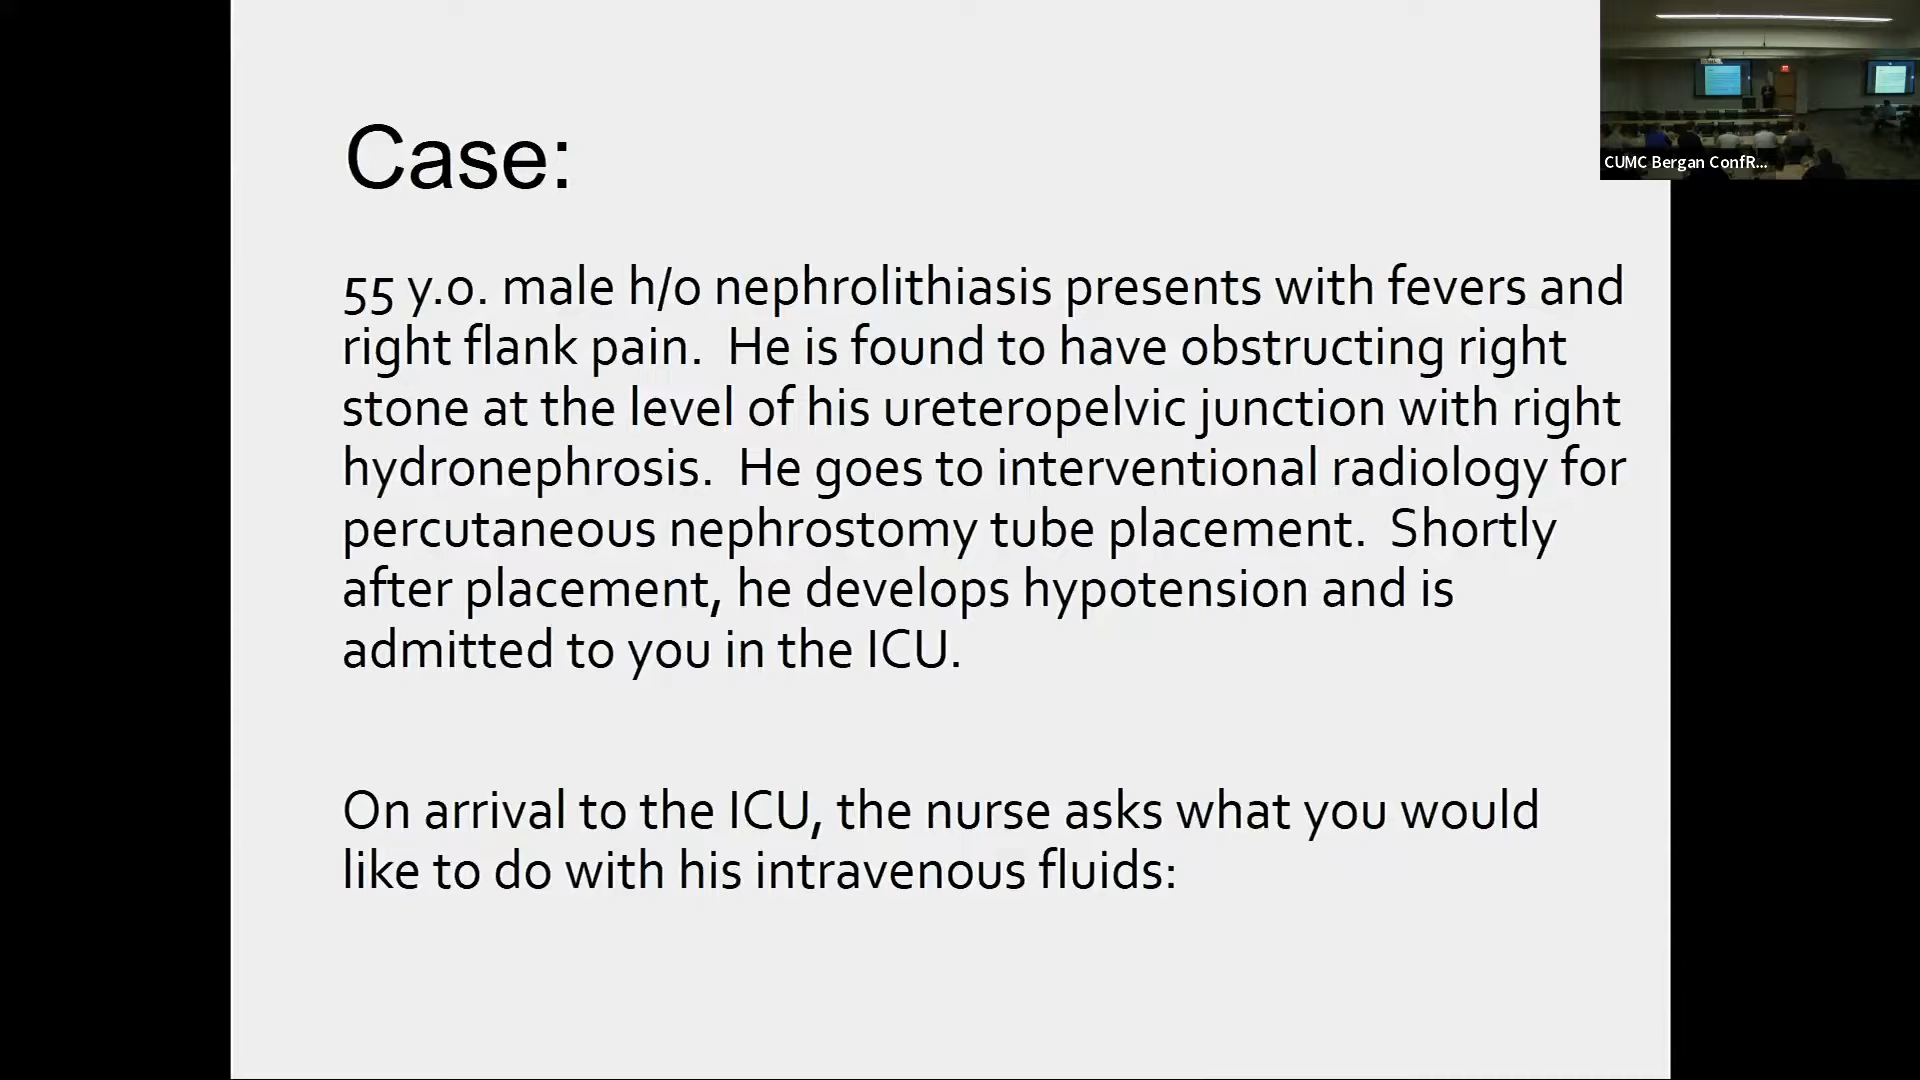 Case:
55 y.o. male h/o nephrolithiasis presents with fevers and
right flank pain.  He is found to have obstructing right
stone at the level of his ureteropelvic junction with right
hydronephrosis.  He goes to interventional radiology for
percutaneous nephrostomy tube placement.  Shortly
after placement, he develops hypotension and is
admitted to you in the ICU.
On arrival to the ICU, the nurse asks what you would
like to do with his intravenous fluids:
CUMC Bergan ConfR...